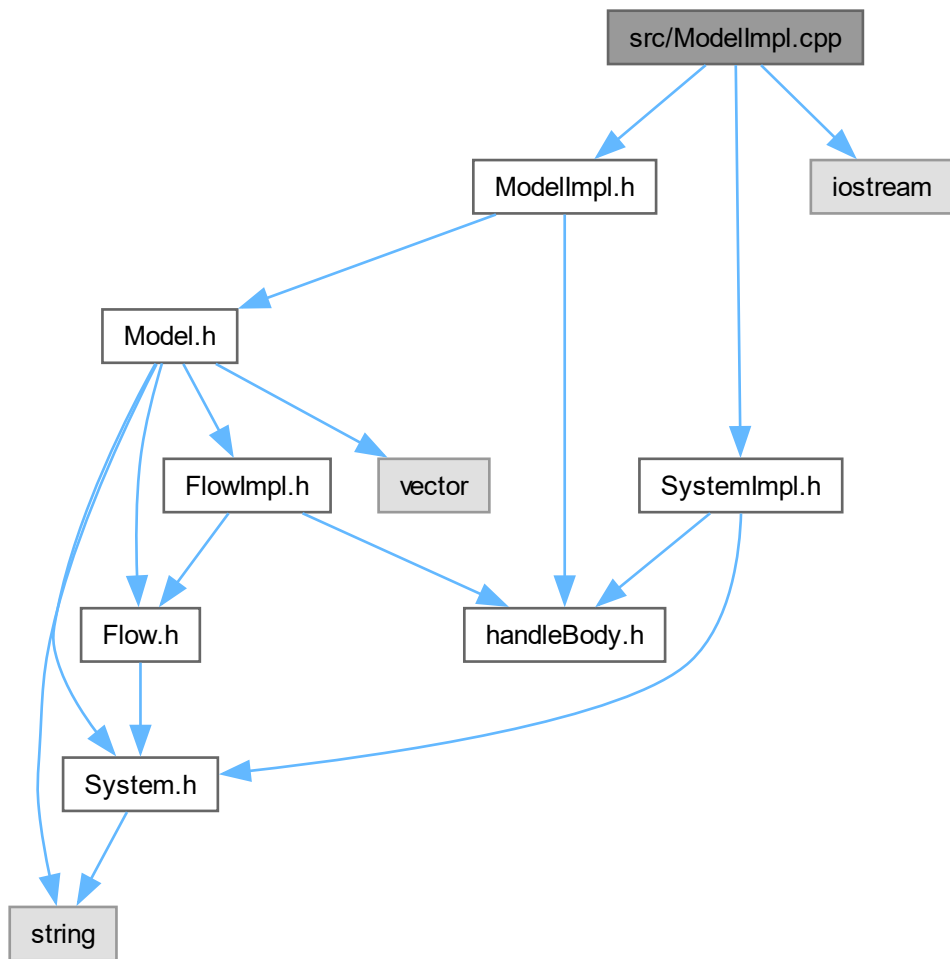 src/ModelImpl.cpp
ModelImpl.h
iostream
Model.h
FlowImpl.h
vector
SystemImpl.h
Flow.h
handleBody.h
System.h
string